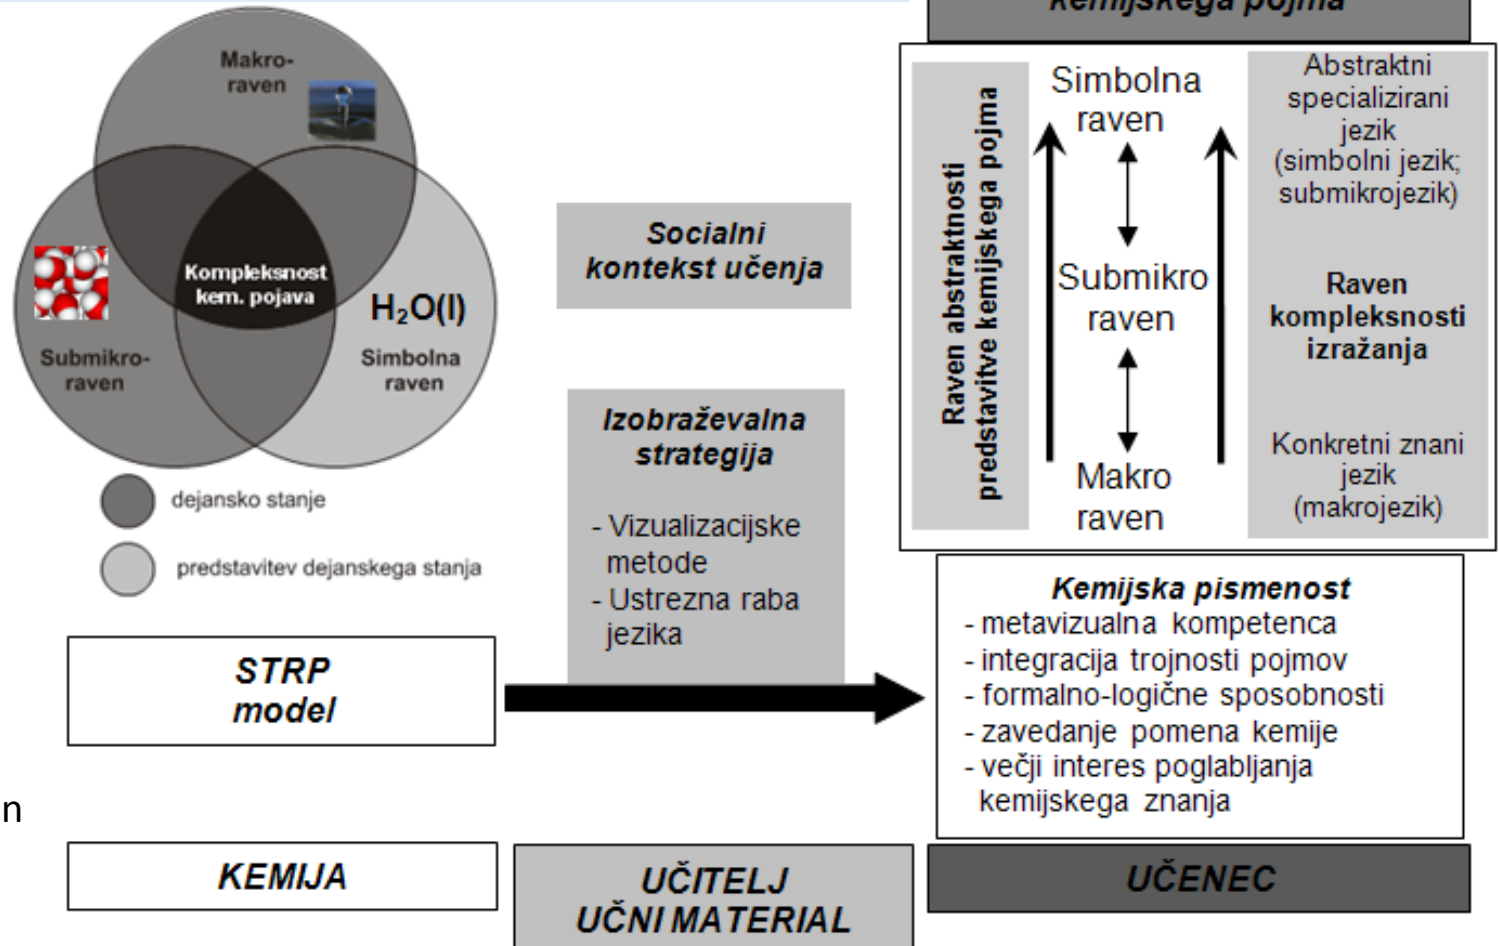 kemijskega pojma
Makro-
raven
Kompleksnost
kem. pojava
H₂O(l)
Submikro-
raven
Simbolna
raven
dejansko stanje
predstavitev dejanskega stanja
STRP
model
n
KEMIJA
Socialni
kontekst učenja
Izobraževalna
strategija
- Vizualizacijske
metode
- Ustrezna raba
jezika
UČITELJ
UČNI MATERIAL
Raven abstraktnosti
predstavitve kemijskega pojma
Simbolna
raven
Submikro
raven
Makro
raven
Abstraktni
specializirani
jezik
(simbolni jezik;
submikrojezik)
Raven
kompleksnosti
izražanja
Konkretni znani
jezik
(makrojezik)
Kemijska pismenost
- metavizualna kompetenca
- integracija trojnosti pojmov
- formalno-logične sposobnosti
- zavedanje pomena kemije
- večji interes poglabljanja
kemijskega znanja
UČENEC